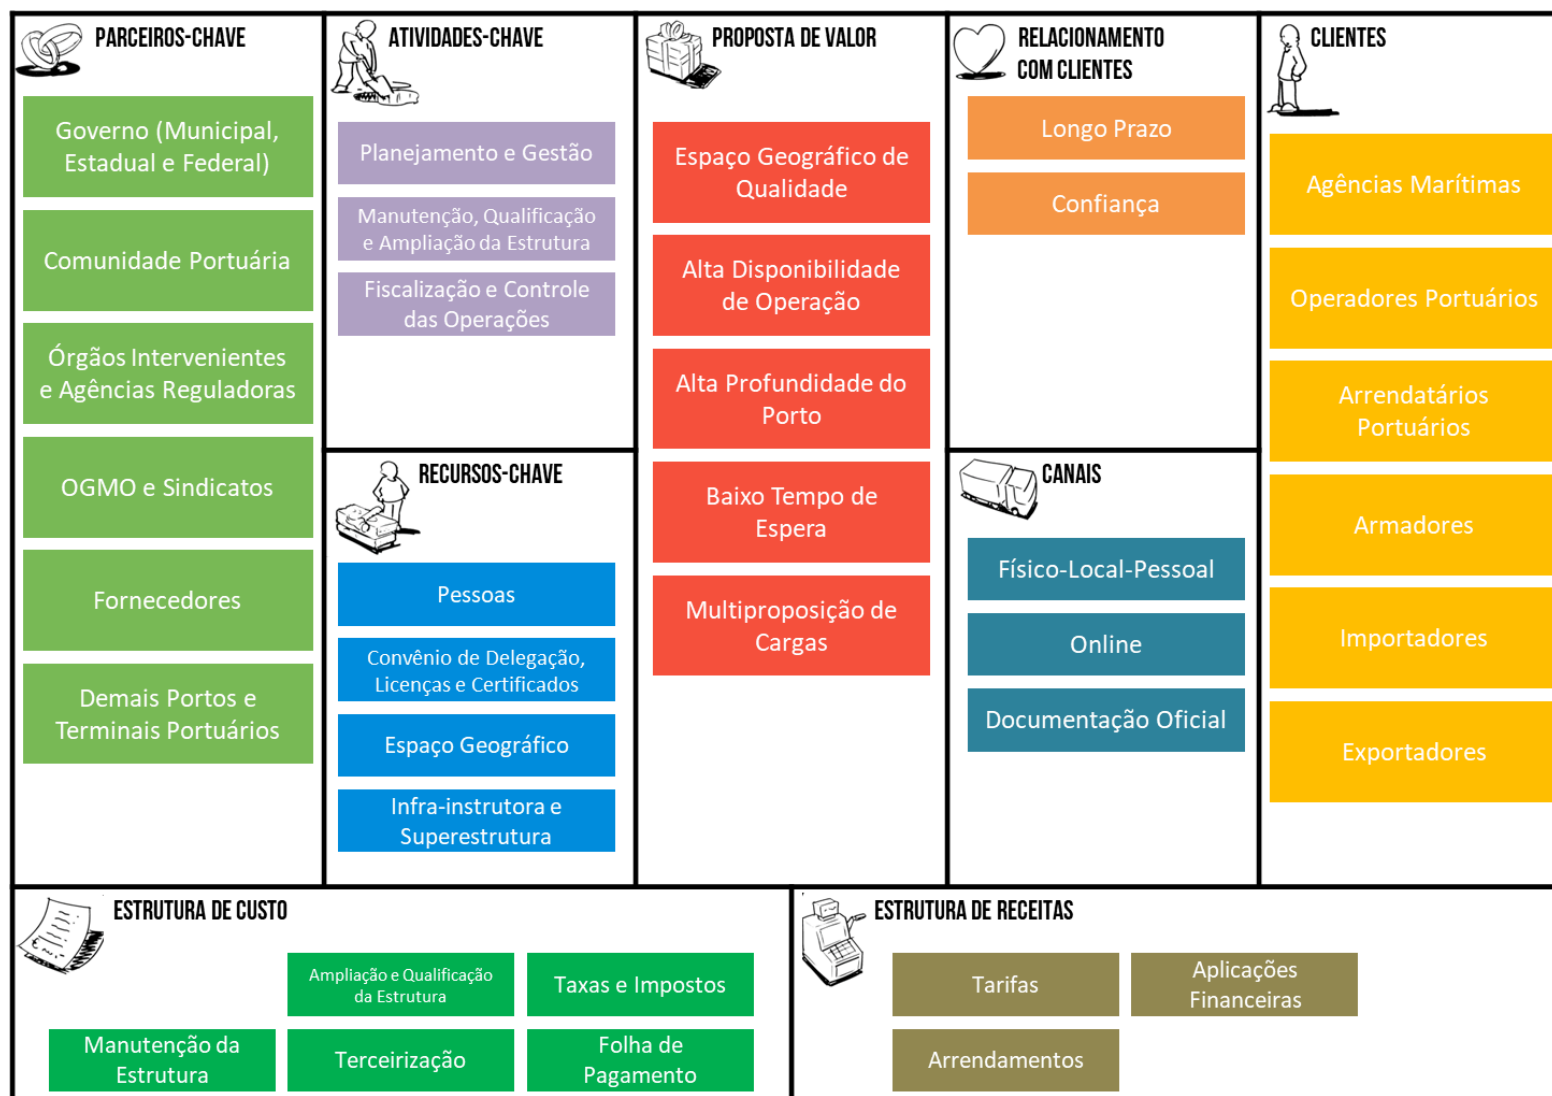 PARCEIROS-CHAVE
Governo (Municipal,
Estadual e Federal)
Comunidade Portuária
Órgãos Intervenientes
e Agências Reguladoras
OGMO e Sindicatos
Fornecedores
Demais Portos e
Terminais Portuários
ATIVIDADES-CHAVE
Planejamento e Gestão
Manutenção, Qualificação
e Ampliação da Estrutura
Fiscalização e Controle
das Operações
RECURSOS-CHAVE
Pessoas
Convênio de Delegação,
Licenças e Certificados
Espaço Geográfico
Infra-instrutora e
Superestrutura
PROPOSTA DE VALOR
Espaço Geográfico de
Qualidade
Alta Disponibilidade
de Operação
Alta Profundidade do
Porto
Baixo Tempo de
Espera
Multiproposição de
Cargas
RELACIONAMENTO
COM CLIENTES
Longo Prazo
Confiança
CANAIS
Físico-Local-Pessoal
Online
Documentação Oficial
CLIENTES
Agências Marítimas
Operadores Portuários
Arrendatários
Portuários
Armadores
Importadores
Exportadores
ESTRUTURA DE CUSTO
Ampliação e Qualificação
da Estrutura
Taxas e Impostos
Manutenção da
Estrutura
Terceirização
Folha de
Pagamento
ESTRUTURA DE RECEITAS
Tarifas
Aplicações
Financeiras
Arrendamentos